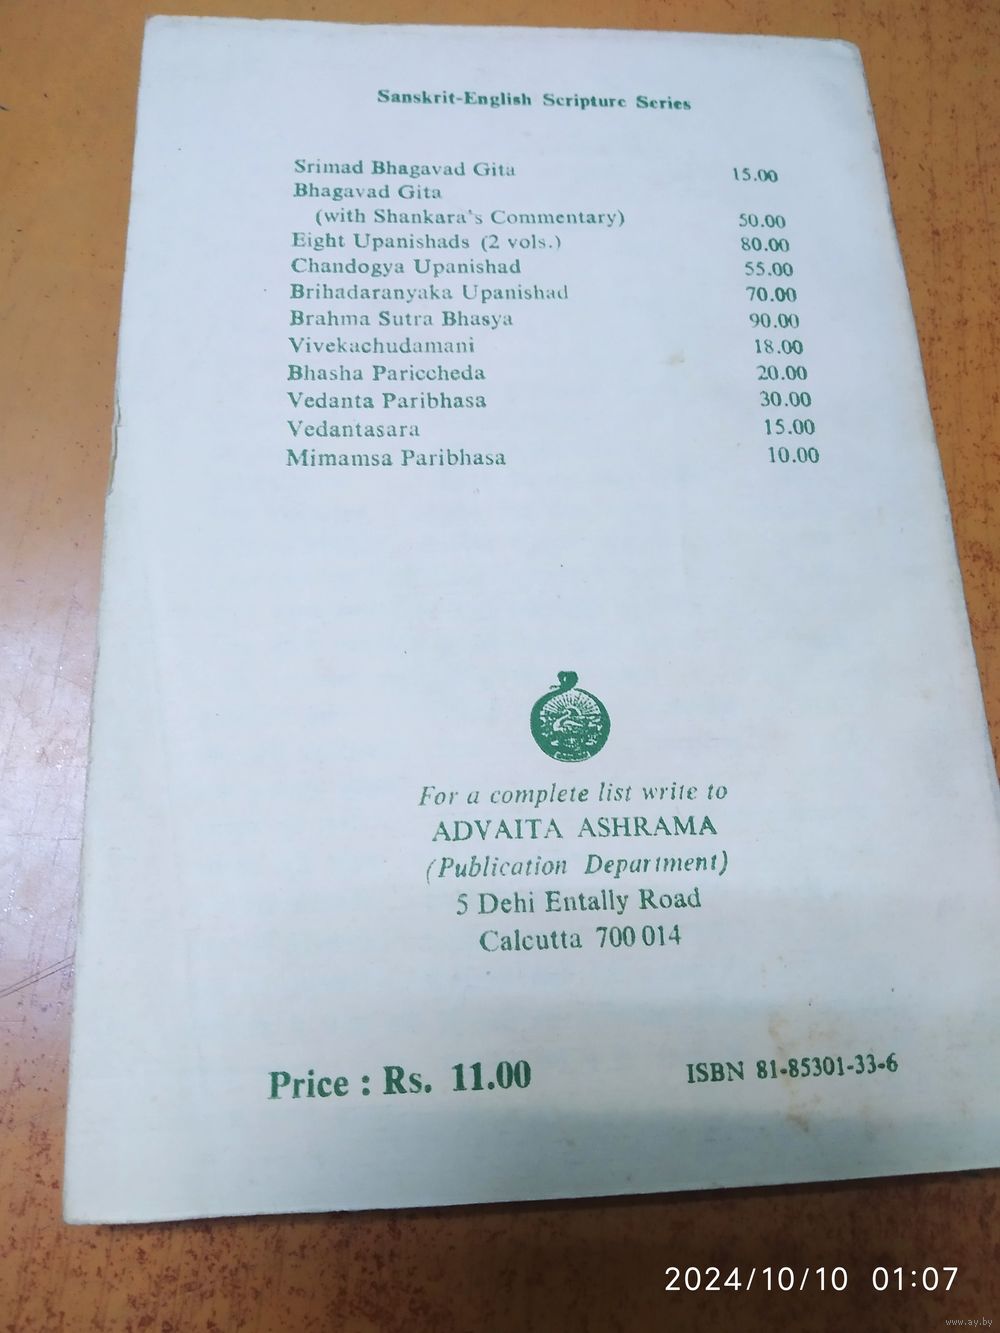 Sanskrit-English Scripture Series
Srimad Bhagavad Gita 15.00
Bhagavad Gita
(with Shankara's Commentary) 50.00
Eight Upanishads (2 vols.) 80.00
Chandogya Upanishad 55.00
Brihadaranyaka Upanishad 70.00
Brahma Sutra Bhasya 90.00
Vivekachudamani 18.00
Bhasha Pariccheda 20.00
Vedanta Paribhasa 30.00
Vedantasara 15.00
Mimamsa Paribhasa 10.00
For a complete list write to
ADVAITA ASHRAMA
(Publication Department)
5 Dehi Entally Road
Calcutta 700 014
Price : Rs. 11.00 ISBN 81-85301-33-6
2024/10/10 01:07
www.ay.by